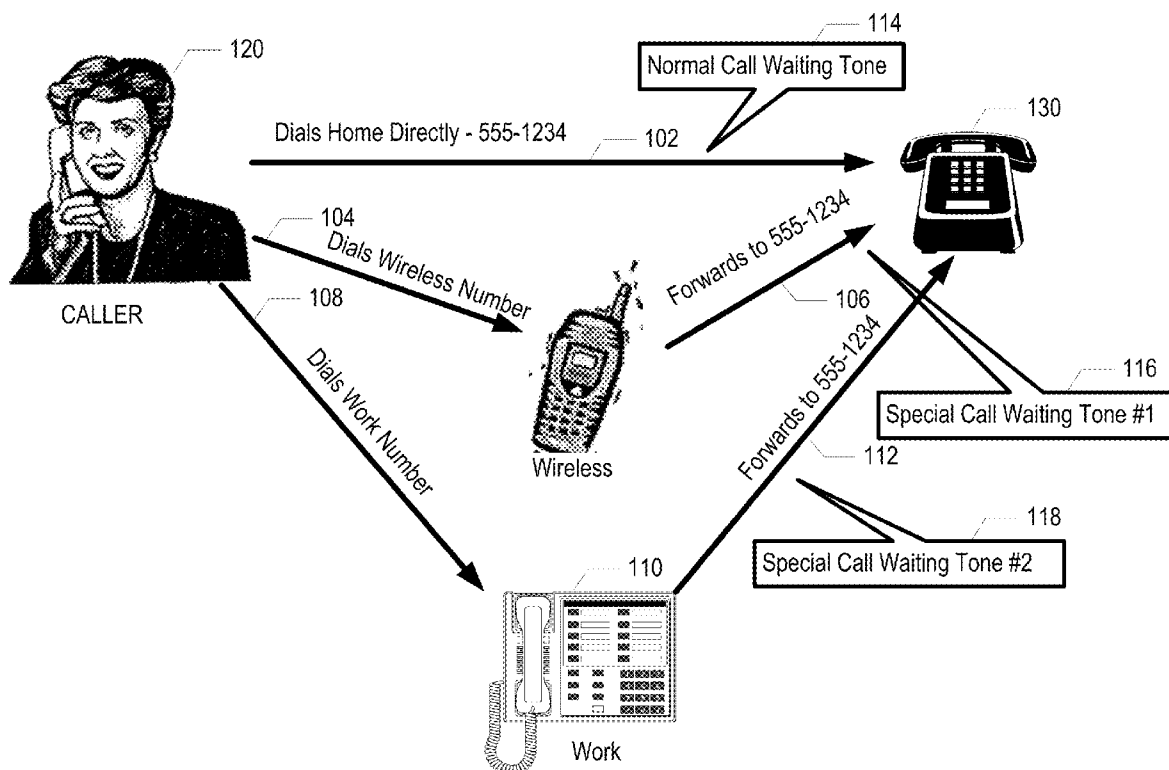 114
120
Normal Call Waiting Tone
130
Dials Home Directly - 555-1234
102
104
Dials Wireless Number
Forwards to 555-1234
106
108
CALLER
116
Special Call Waiting Tone #1
Dials Work Number
Wireless
Forwards to 555-1234
112
118
Special Call Waiting Tone #2
110
Work